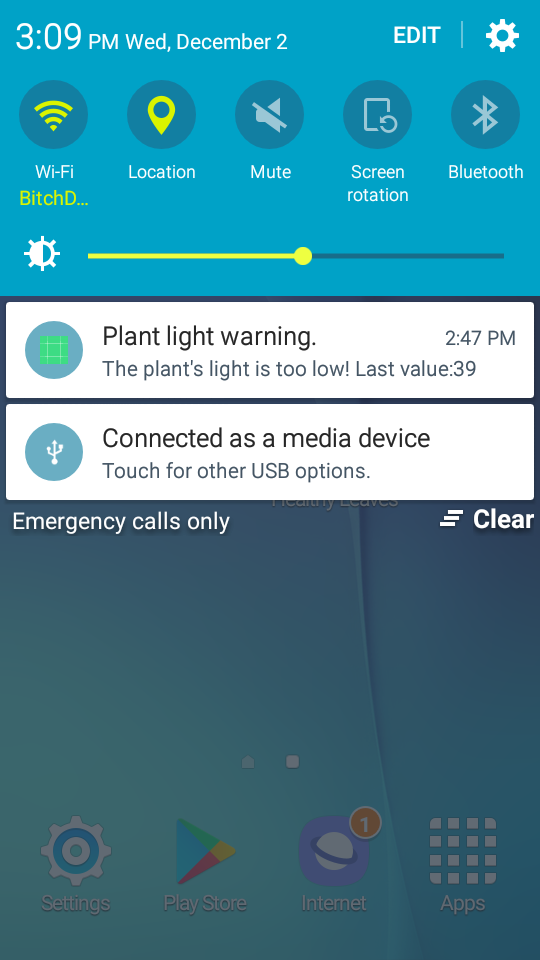 3:09 PM Wed, December 2 EDIT
Wi-Fi Location Mute Screen rotation Bluetooth
BitchD...
Plant light warning. 2:47 PM
The plant's light is too low! Last value:39
Connected as a media device
Touch for other USB options.
Healthy Leaves
Emergency calls only Clear
1
Settings Play Store Internet Apps